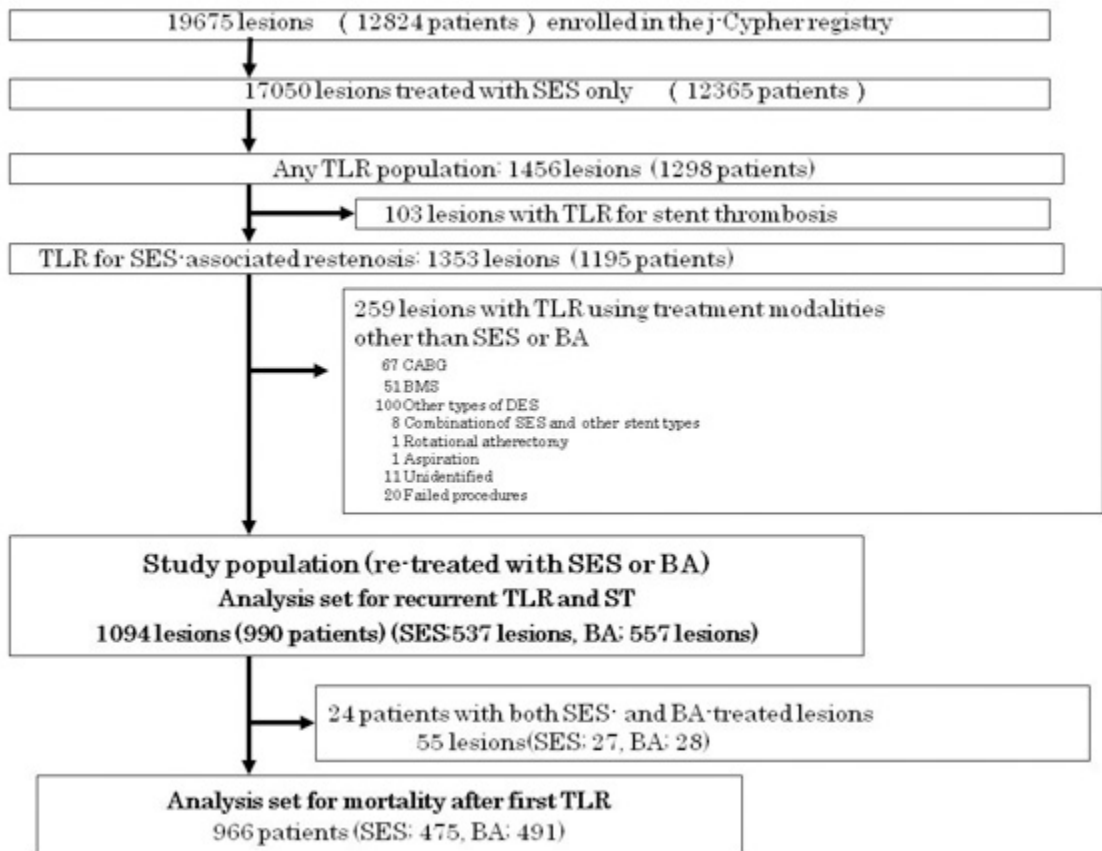 19675 lesions ( 12824 patients ) enrolled in the j-Cypher registry
17050 lesions treated with SES only ( 12365 patients )
Any TLR population: 1456 lesions (1298 patients)
103 lesions with TLR for stent thrombosis
TLR for SES-associated restenosis: 1353 lesions (1195 patients)
259 lesions with TLR using treatment modalities
other than SES or BA
67 CABG
51 BMS
100 Other types of DES
8 Combination of SES and other stent types
1 Rotational atherectomy
1 Aspiration
11 Unidentified
20 Failed procedures
Study population (re-treated with SES or BA)
Analysis set for recurrent TLR and ST
1094 lesions (990 patients) (SES:537 lesions, BA: 557 lesions)
24 patients with both SES- and BA-treated lesions
55 lesions(SES: 27, BA: 28)
Analysis set for mortality after first TLR
966 patients (SES: 475, BA: 491)